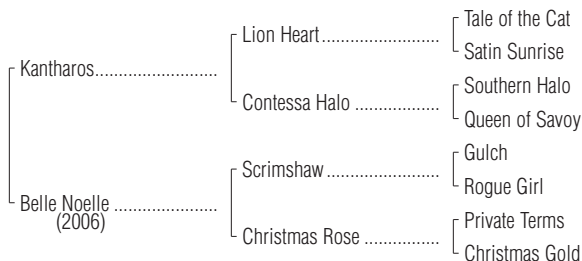 Tale of the Cat
Lion Heart........................
Satin Sunrise
Kantharos.........................
Southern Halo
Contessa Halo .................
Queen of Savoy
Gulch
Scrimshaw .......................
Rogue Girl
Belle Noelle .....................
(2006)
Private Terms
Christmas Rose ...............
Christmas Gold